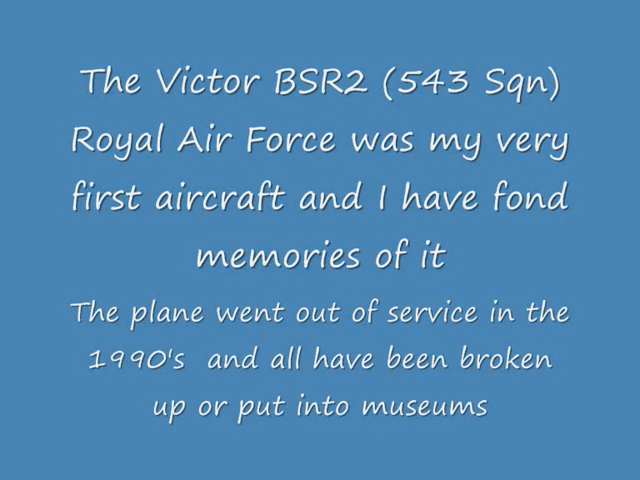 The Victor BSR2 (543 Sqn)
Royal Air Force was my very
first aircraft and I have fond
memories of it
The plane went out of service in the
1990's and all have been broken
up or put into museums